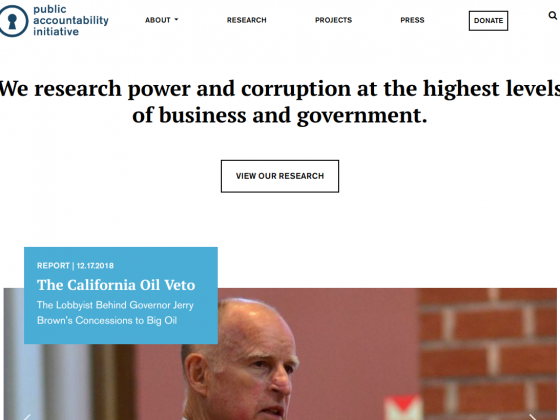 public
accountability
initiative
ABOUT
RESEARCH
PROJECTS
PRESS
DONATE
We research power and corruption at the highest levels
of business and government.
VIEW OUR RESEARCH
REPORT | 12.17.2018
The California Oil Veto
The Lobbyist Behind Governor Jerry
Brown's Concessions to Big Oil